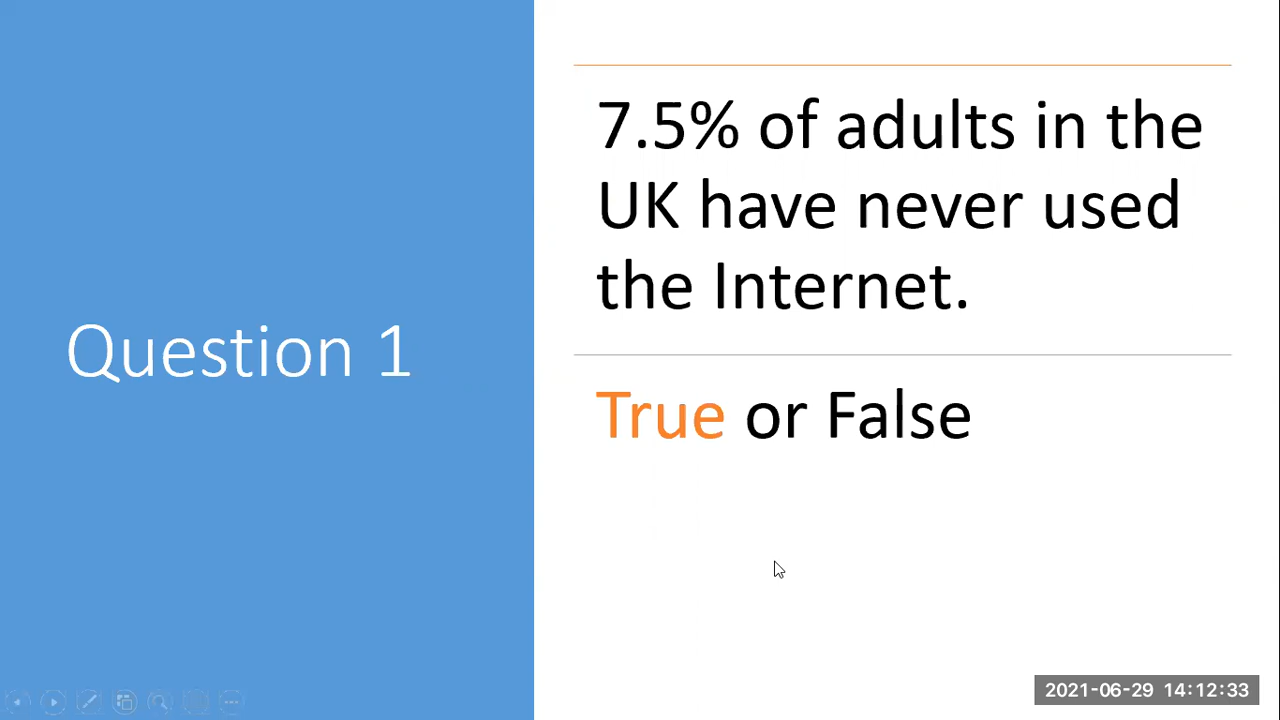 Question 1
7.5% of adults in the
UK have never used
the Internet.
True or False
2021-06-29 14:12:33